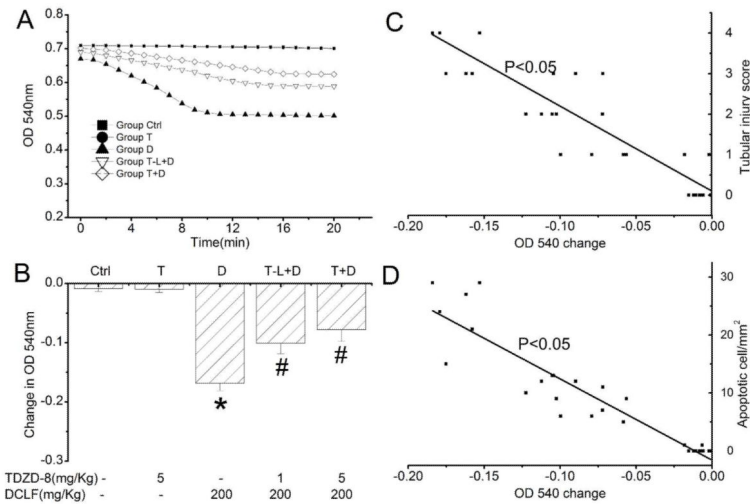 A
0.8
0.7
0.6
0.5
0.4
0.3
0.2
OD 540nm
Group Ctrl
Group T
Group D
Group T-L+D
Group T+D
0 4 8 12 16 20
Time(min)
B
Ctrl T D T-L+D T+D
0.0
-0.1
-0.2
-0.3
Change in OD 540nm
* # #
TDZD-8(mg/Kg) - 5 - 1 5
DCLF(mg/Kg) - - 200 200 200
C
P<0.05
4
3
2
1
0
Tubular injury score
-0.20 -0.15 -0.10 -0.05 0.00
OD 540 change
D
P<0.05
30
20
10
0
Apoptotic cell/mm²
-0.20 -0.15 -0.10 -0.05 0.00
OD 540 change